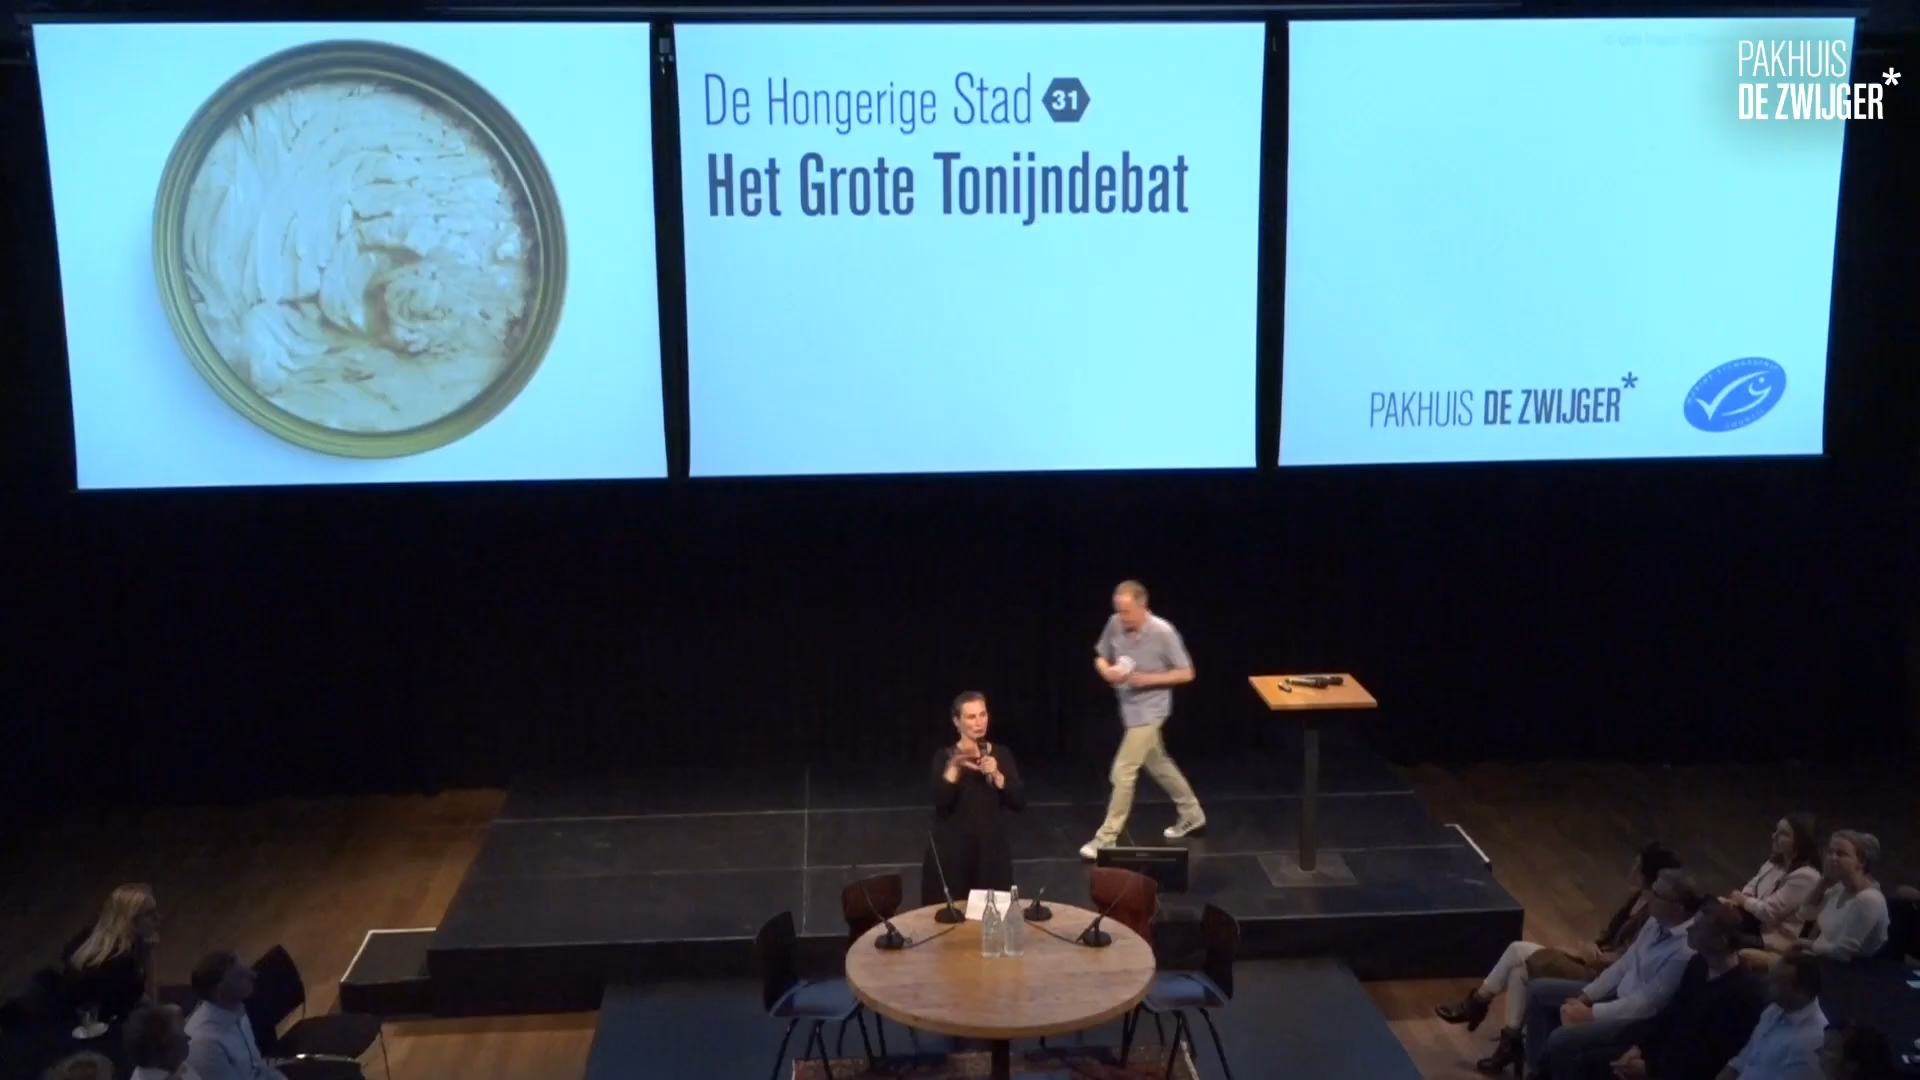 De Hongerige Stad 31
Het Grote Tonijndebat
PAKHUIS
DE ZWIJGER*
PAKHUIS DE ZWIJGER*